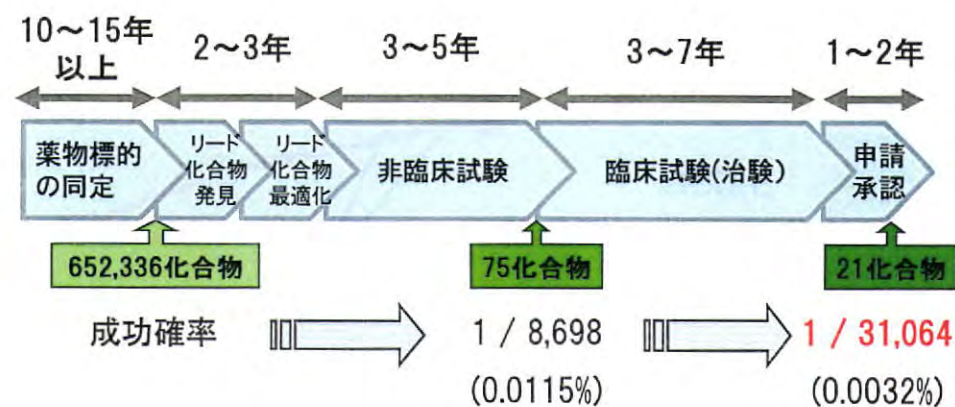 10～15年
以上
2～3年
3～5年
3～7年
1～2年
薬物標的
の同定
リード
化合物
発見
リード
化合物
最適化
非臨床試験
臨床試験(治験)
申請
承認
652,336化合物
75化合物
21化合物
成功確率
1 / 8,698
1 / 31,064
(0.0115%)
(0.0032%)